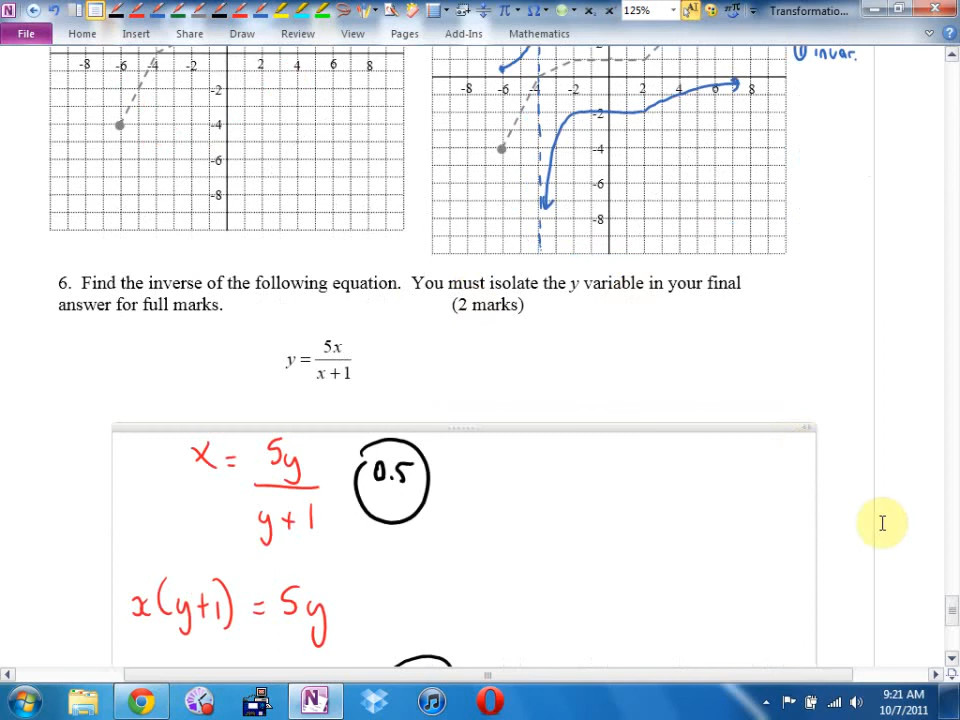 125%
Transformatio...
File Home Insert Share Draw Review View Pages Add-Ins Mathematics
-8 -6 -4 -2 2 4 6 8
-2
-4
-6
-8
2
-8 -6 -4 -2 2 4 6 8
-2
-4
-6
-8
① invar.
6. Find the inverse of the following equation. You must isolate the y variable in your final
answer for full marks. (2 marks)
y = 5x / x + 1
x = 5y / y + 1 0.5
x(y+1) = 5y
9:21 AM
10/7/2011